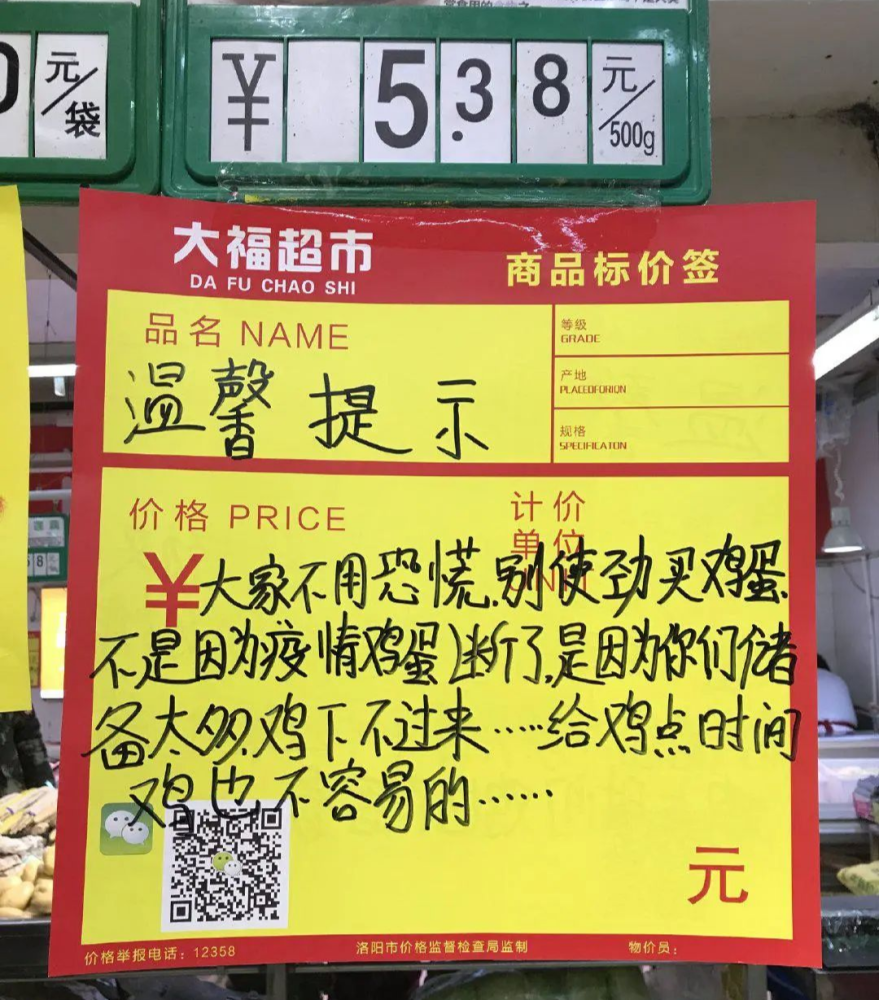 元/袋
¥ 5.38 元/500g
大福超市
DA FU CHAO SHI
商品标价签
品名 NAME
温馨提示
等级
GRADE
产地
规格
价格 PRICE
计价
单位
¥
大家不用恐慌.别使劲买鸡蛋.
不是因为疫情鸡蛋断了,是因为你们储
备太多,鸡下不过来……给鸡点时间
鸡也不容易的……
元
价格举报电话：12358
洛阳市价格监督检查局监制
物价员：